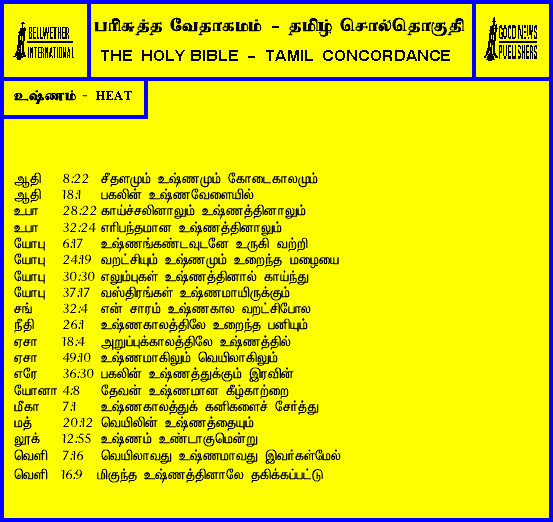 BELLWETHER
INTERNATIONAL
பரிசுத்த வேதாகமம் - தமிழ் சொல்தொகுதி
THE HOLY BIBLE - TAMIL CONCORDANCE
GOOD NEWS
PUBLISHERS
உஷ்ணம் - HEAT
ஆதி 8:22 சீதளமும் உஷ்ணமும் கோடைகாலமும்
ஆதி 18:1 பகலின் உஷ்ணவேளையில்
உபா 28:22 காய்ச்சலினாலும் உஷ்ணத்தினாலும்
உபா 32:24 எரிபந்தமான உஷ்ணத்தினாலும்
யோபு 6:17 உஷ்ணங்கண்டவுடனே உருகி வற்றி
யோபு 24:19 வறட்சியும் உஷ்ணமும் உறைந்த மழையை
யோபு 30:30 எலும்புகள் உஷ்ணத்தினால் காய்ந்து
யோபு 37:17 வஸ்திரங்கள் உஷ்ணமாயிருக்கும்
சங் 32:4 என் சாரம் உஷ்ணகால வறட்சிபோல
நீதி 26:1 உஷ்ணகாலத்திலே உறைந்த பனியும்
ஏசா 18:4 அறுப்புக்காலத்திலே உஷ்ணத்தில்
ஏசா 49:10 உஷ்ணமாகிலும் வெயிலாகிலும்
எரே 36:30 பகலின் உஷ்ணத்துக்கும் இரவின்
யோனா 4:8 தேவன் உஷ்ணமான கீழ்காற்றை
மீகா 7:1 உஷ்ணகாலத்துக் கனிகளைச் சேர்த்து
மத் 20:12 வெயிலின் உஷ்ணத்தையும்
லூக் 12:55 உஷ்ணம் உண்டாகுமென்று
வெளி 7:16 வெயிலாவது உஷ்ணமாவது இவர்கள்மேல்
வெளி 16:9 மிகுந்த உஷ்ணத்தினாலே தகிக்கப்பட்டு